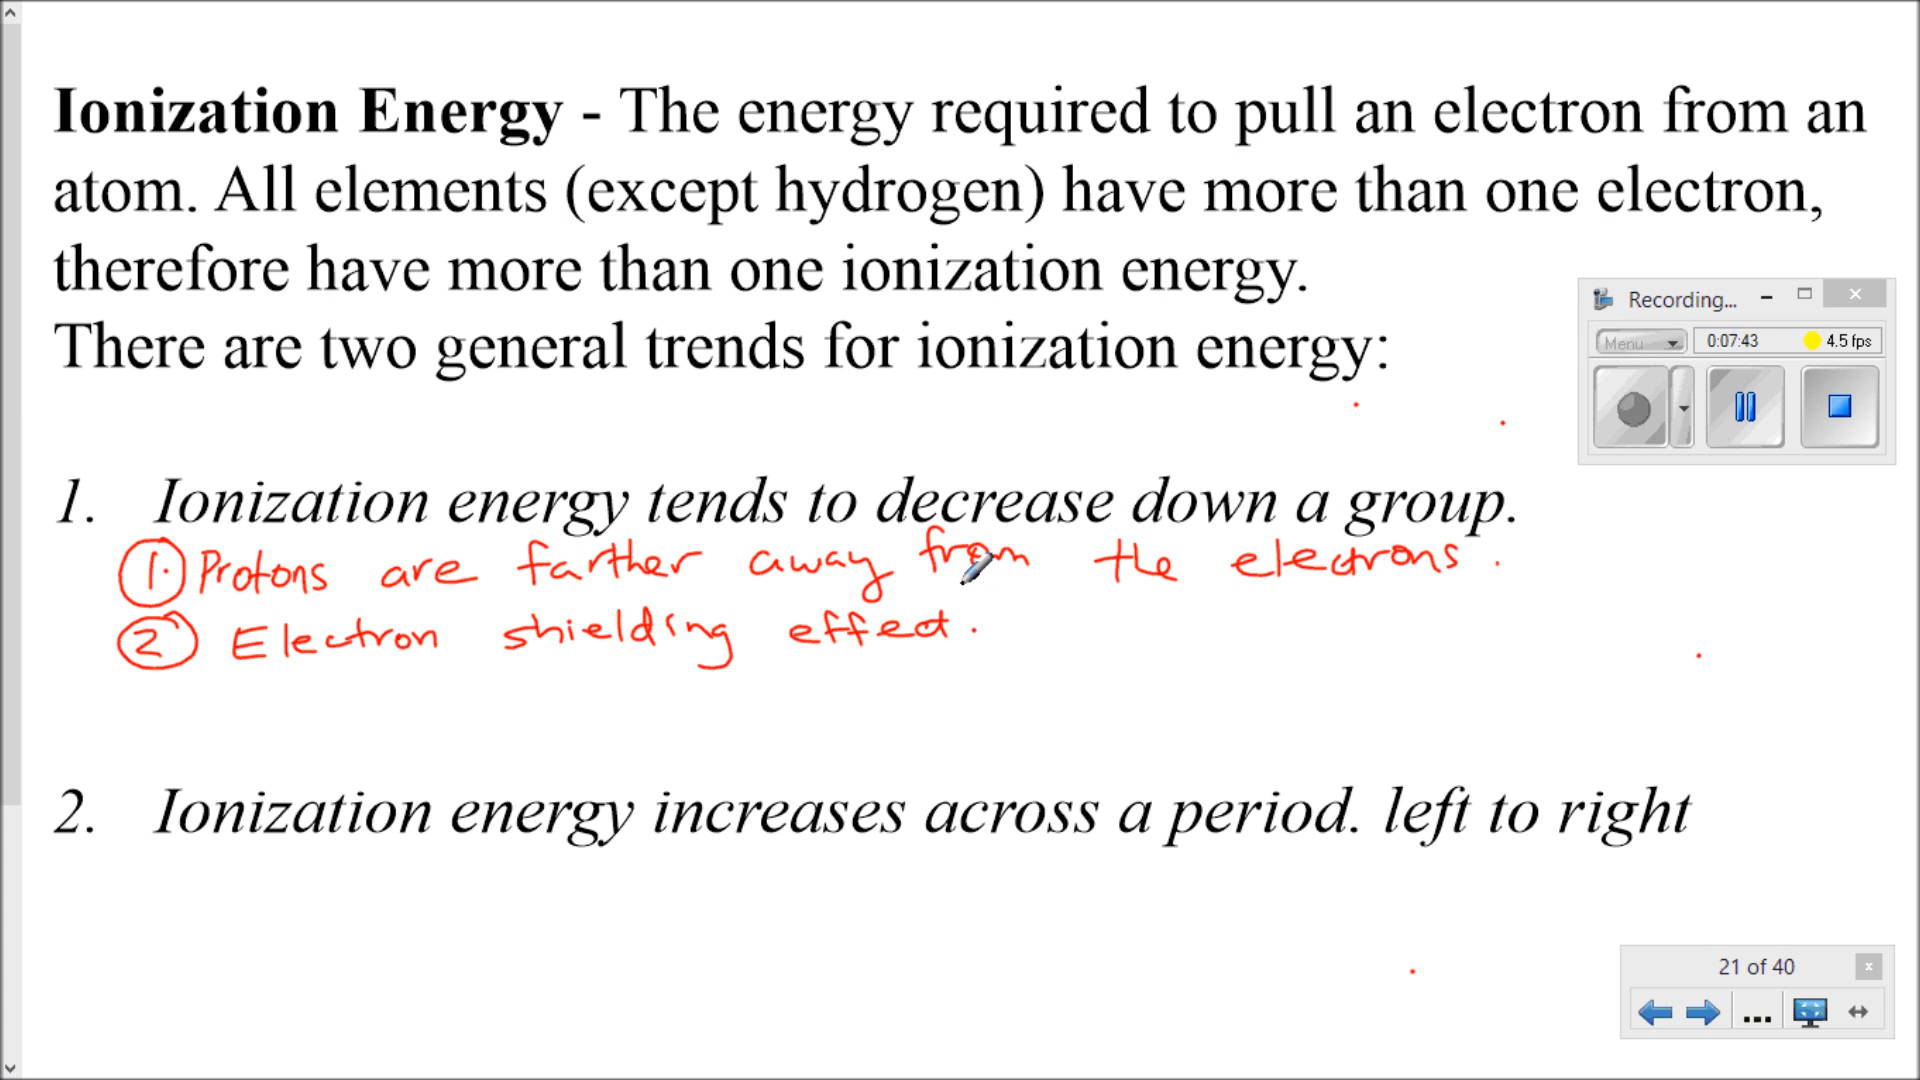 Ionization Energy - The energy required to pull an electron from an
atom. All elements (except hydrogen) have more than one electron,
therefore have more than one ionization energy.
There are two general trends for ionization energy:
Recording...
Menu 0:07:43 4.5 fps
1. Ionization energy tends to decrease down a group.
1. Protons are farther away from the electrons.
2 Electron shielding effect.
2. Ionization energy increases across a period. left to right
21 of 40
...